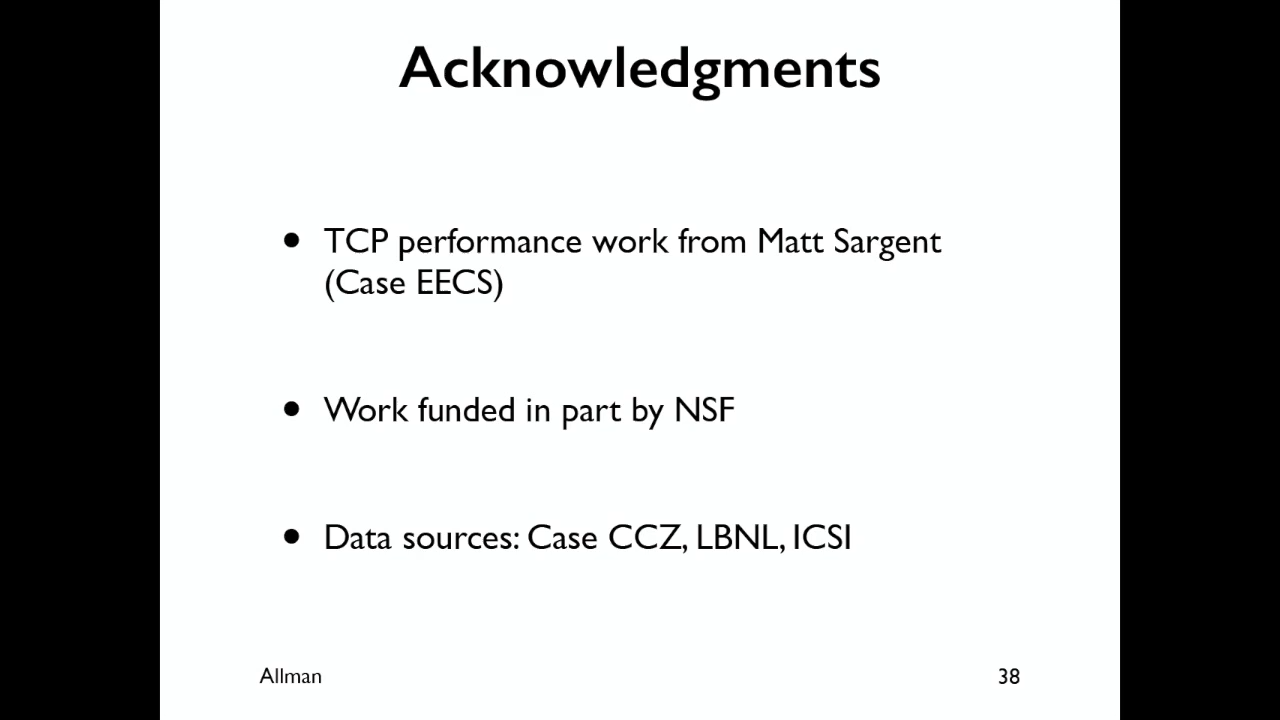 Acknowledgments
• TCP performance work from Matt Sargent
(Case EECS)
• Work funded in part by NSF
• Data sources: Case CCZ, LBNL, ICSI
Allman
38